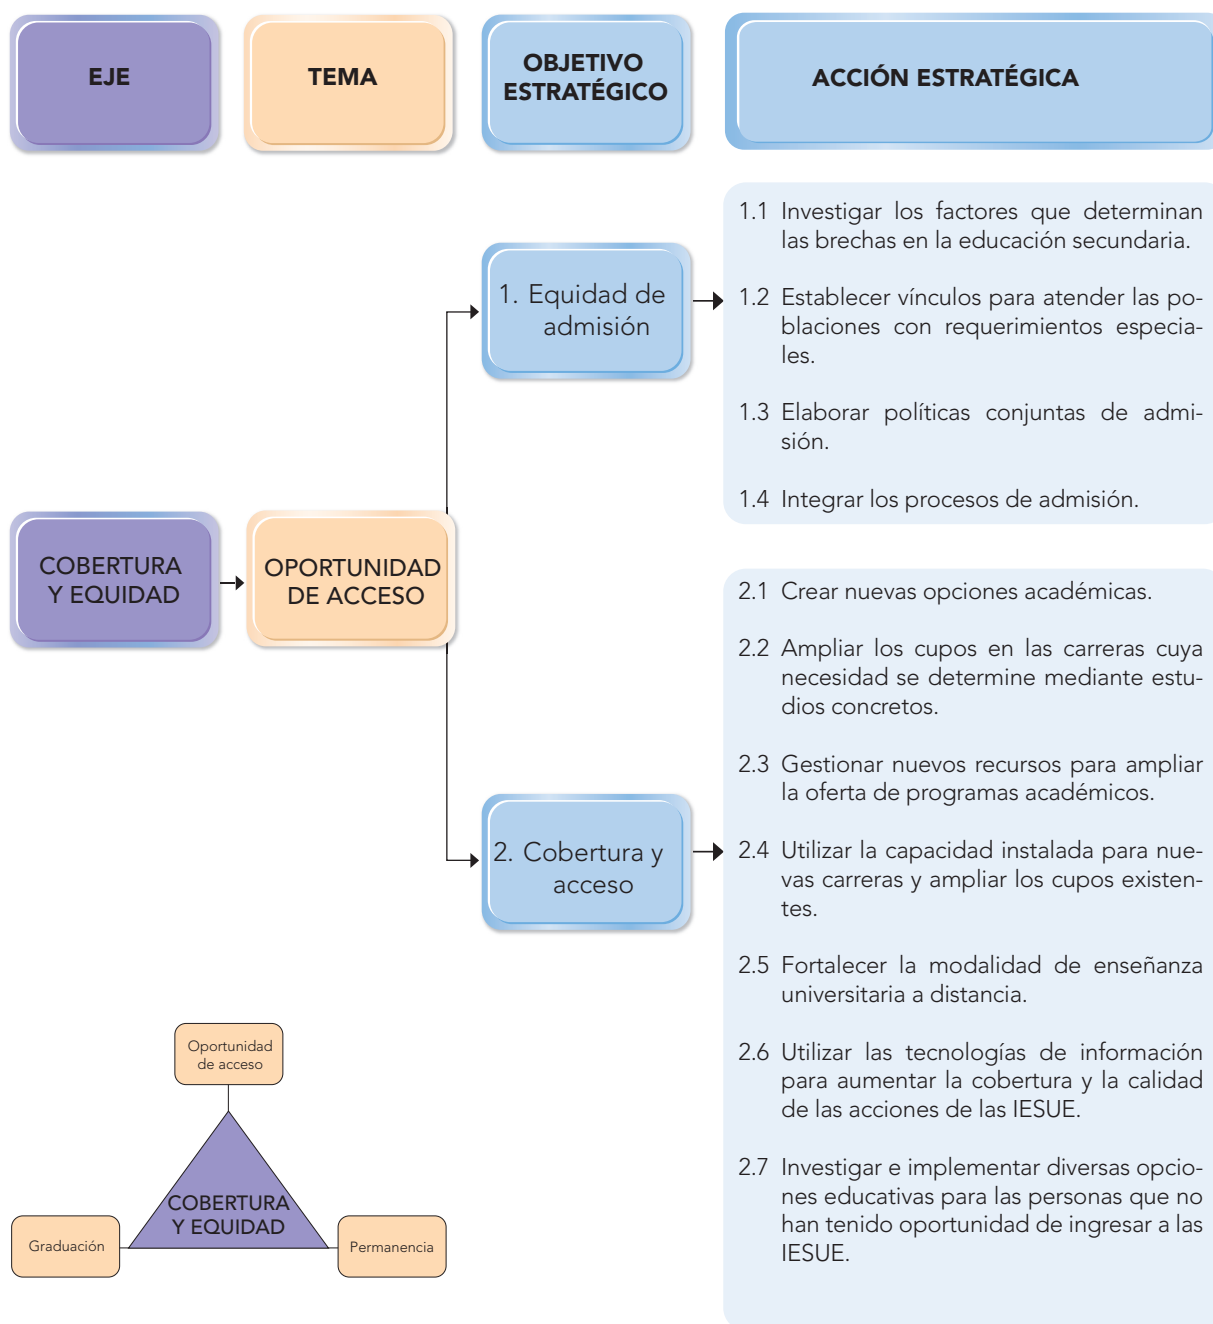 EJE
TEMA
OBJETIVO
ESTRATÉGICO
ACCIÓN ESTRATÉGICA
COBERTURA
Y EQUIDAD
OPORTUNIDAD
DE ACCESO
1. Equidad de
admisión
1.1 Investigar los factores que determinan
las brechas en la educación secundaria.
1.2 Establecer vínculos para atender las po-
blaciones con requerimientos especia-
les.
1.3 Elaborar políticas conjuntas de admi-
sión.
1.4 Integrar los procesos de admisión.
2. Cobertura y
acceso
2.1 Crear nuevas opciones académicas.
2.2 Ampliar los cupos en las carreras cuya
necesidad se determine mediante estu-
dios concretos.
2.3 Gestionar nuevos recursos para ampliar
la oferta de programas académicos.
2.4 Utilizar la capacidad instalada para nue-
vas carreras y ampliar los cupos existen-
tes.
2.5 Fortalecer la modalidad de enseñanza
universitaria a distancia.
2.6 Utilizar las tecnologías de información
para aumentar la cobertura y la calidad
de las acciones de las IESUE.
2.7 Investigar e implementar diversas opcio-
nes educativas para las personas que no
han tenido oportunidad de ingresar a las
IESUE.
Oportunidad
de acceso
COBERTURA
Y EQUIDAD
Graduación
Permanencia